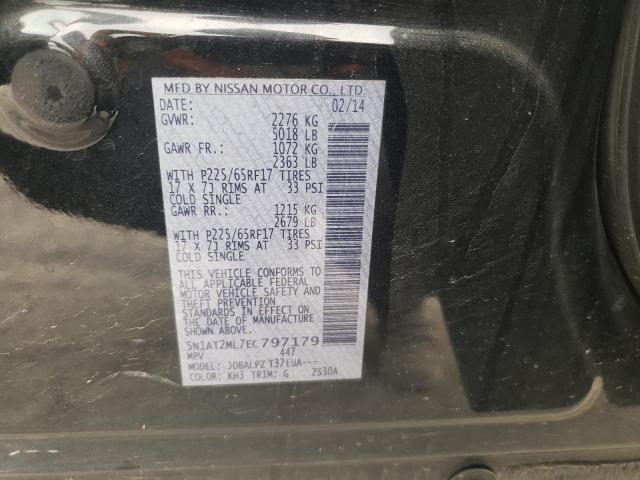 MFD BY NISSAN MOTOR CO., LTD.
DATE: 02/14
GVWR: 2276 KG
5018 LB
GAWR FR.: 1072 KG
2363 LB
WITH P225/65RF17 TIRES
17 X 7J RIMS AT 33 PSI
COLD SINGLE
GAWR RR.: 1215 KG
2679 LB
WITH P225/65RF17 TIRES
17 X 7J RIMS AT 33 PSI
COLD SINGLE
THIS VEHICLE CONFORMS TO
ALL APPLICABLE FEDERAL
MOTOR VEHICLE SAFETY AND
THEFT PREVENTION
STANDARDS IN EFFECT ON
THE DATE OF MANUFACTURE
SHOWN ABOVE.
5N1AT2ML7EC797179
MPV 447
MODEL: JDBALPZ T32EUA---
COLOR: KH3 TRIM: G 2S30A